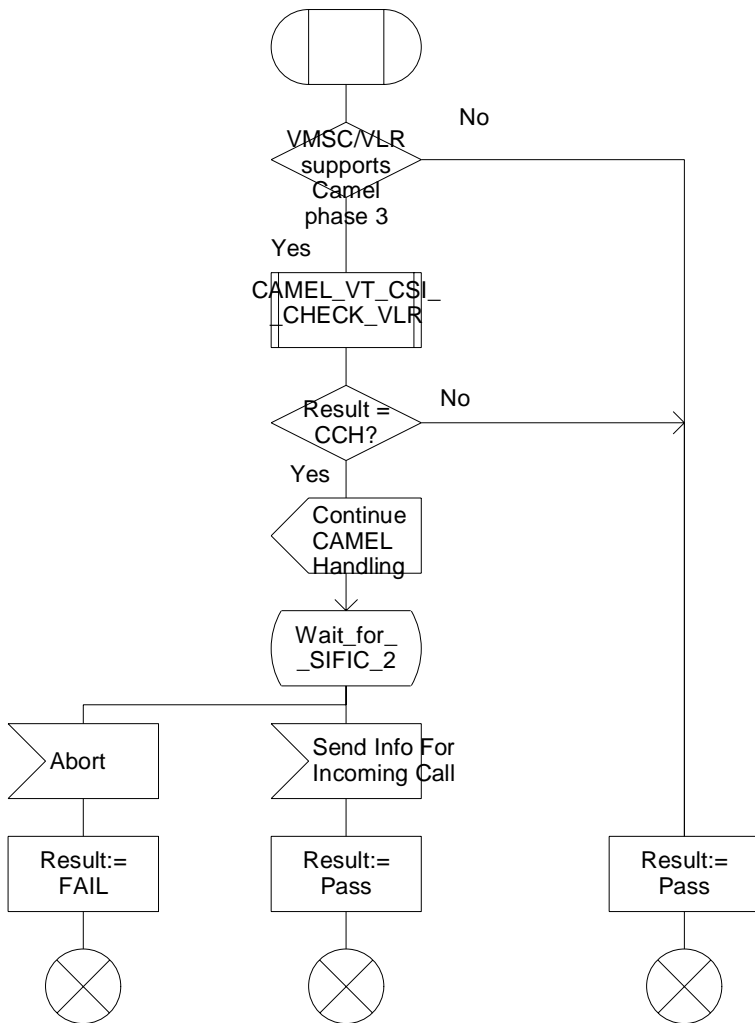 No
VMSC/VLR
supports
Camel
phase 3
Yes
CAMEL_VT_CSI_
_CHECK_VLR
Result =
CCH?
No
Yes
Continue
CAMEL
Handling
Wait_for_
_SIFIC_2
Abort
Send Info For
Incoming Call
Result:=
FAIL
Result:=
Pass
Result:=
Pass